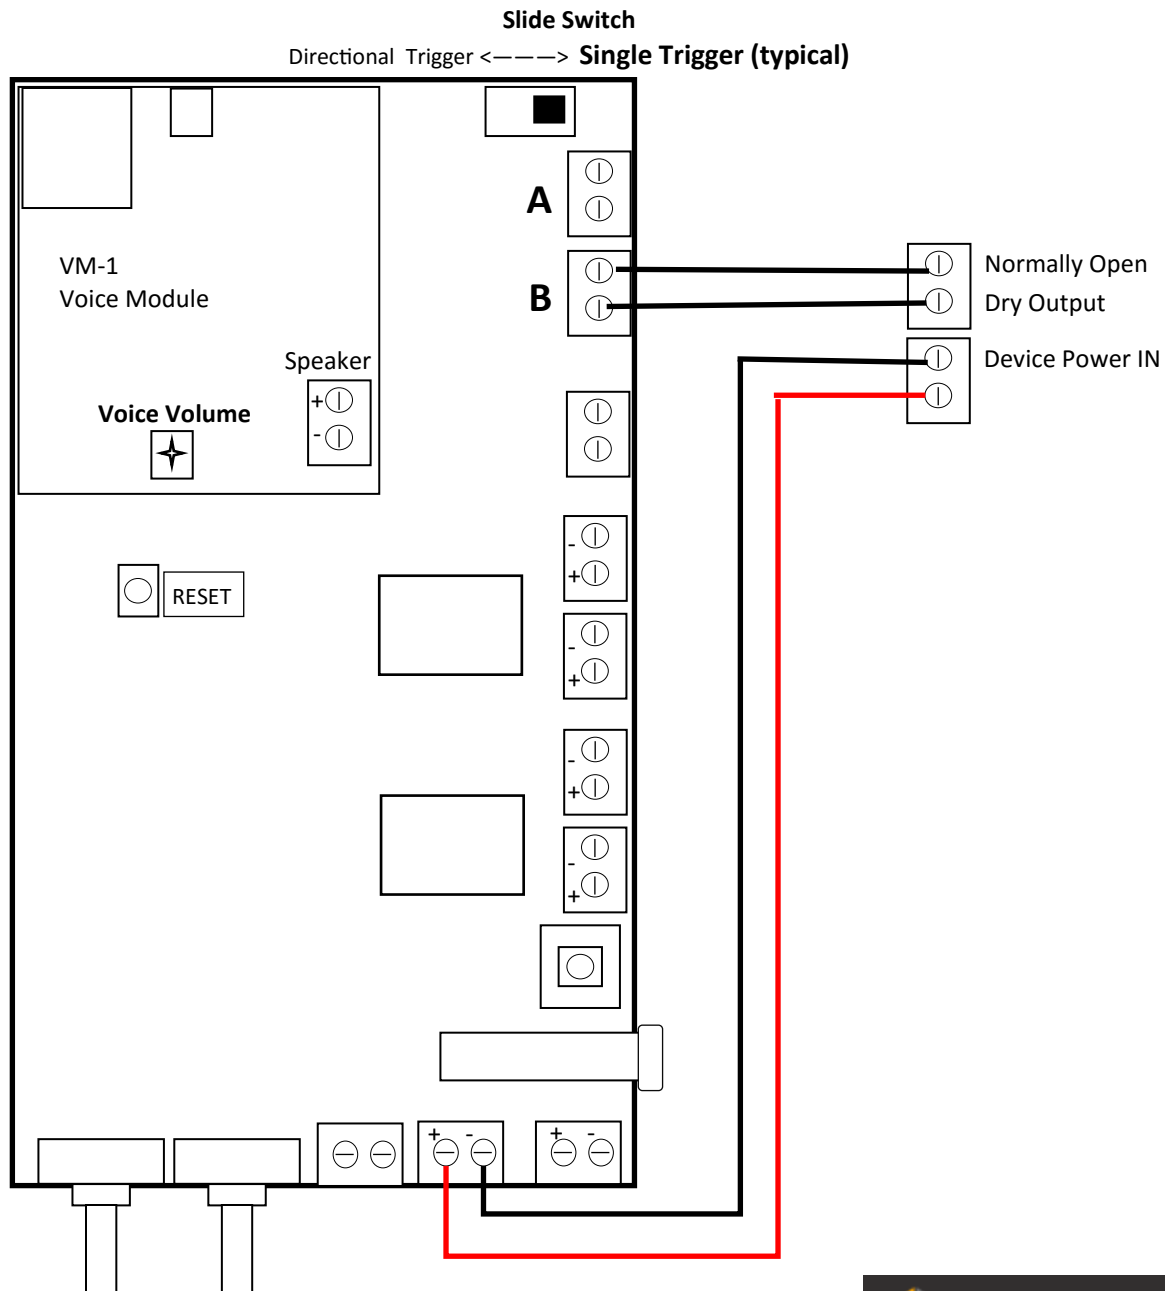 Slide Switch
Directional Trigger <———> Single Trigger (typical)
A
B
VM-1
Voice Module
Speaker
+
-
Voice Volume
Normally Open
Dry Output
Device Power IN
RESET
-
+
-
+
-
+
-
+
+ -
+ -